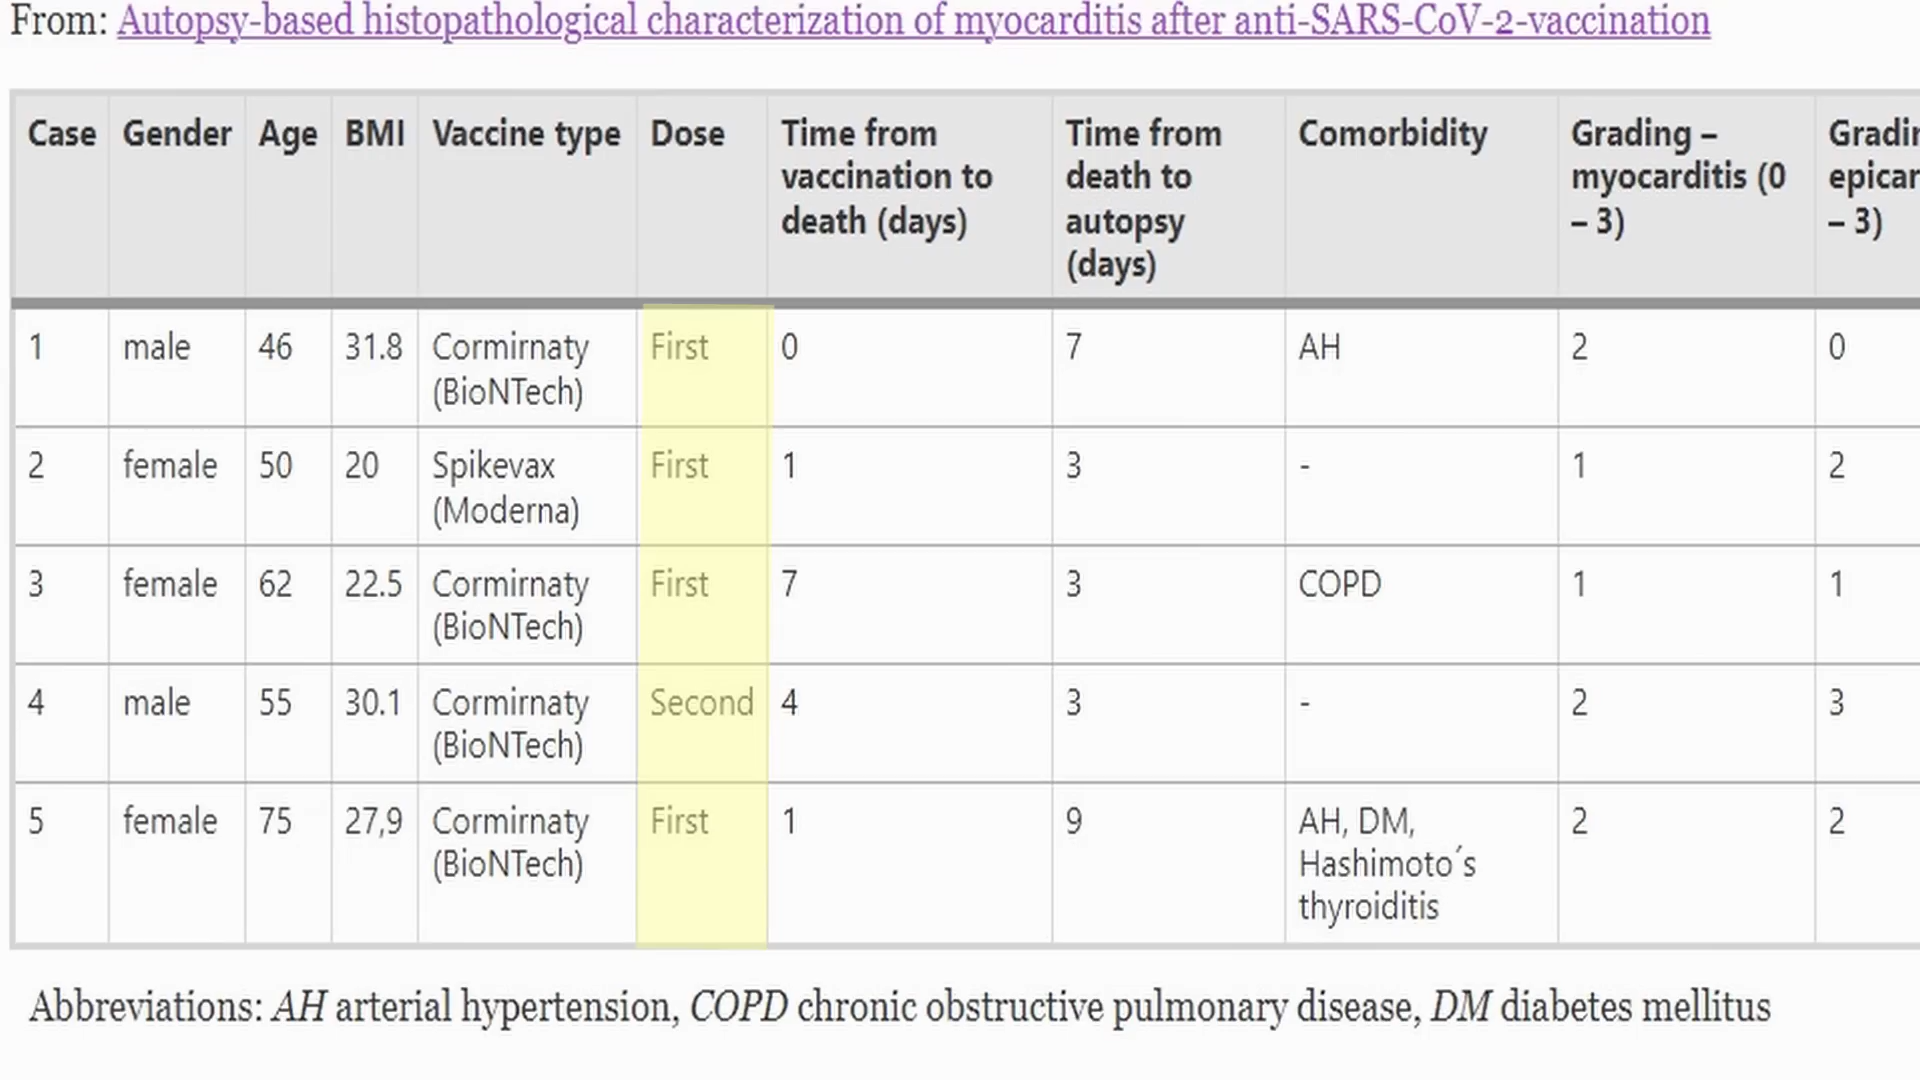 From: Autopsy-based histopathological characterization of myocarditis after anti-SARS-CoV-2-vaccination
Case Gender Age BMI Vaccine type Dose Time from vaccination to death (days) Time from death to autopsy (days) Comorbidity Grading – myocarditis (0 – 3) – 3)
1 male 46 31.8 Cormirnaty (BioNTech) First 0 7 AH 2 0
2 female 50 20 Spikevax (Moderna) First 1 3 - 1 2
3 female 62 22.5 Cormirnaty (BioNTech) First 7 3 COPD 1 1
4 male 55 30.1 Cormirnaty (BioNTech) Second 4 3 - 2 3
5 female 75 27,9 Cormirnaty (BioNTech) First 1 9 AH, DM, Hashimoto´s thyroiditis 2 2
Abbreviations: AH arterial hypertension, COPD chronic obstructive pulmonary disease, DM diabetes mellitus